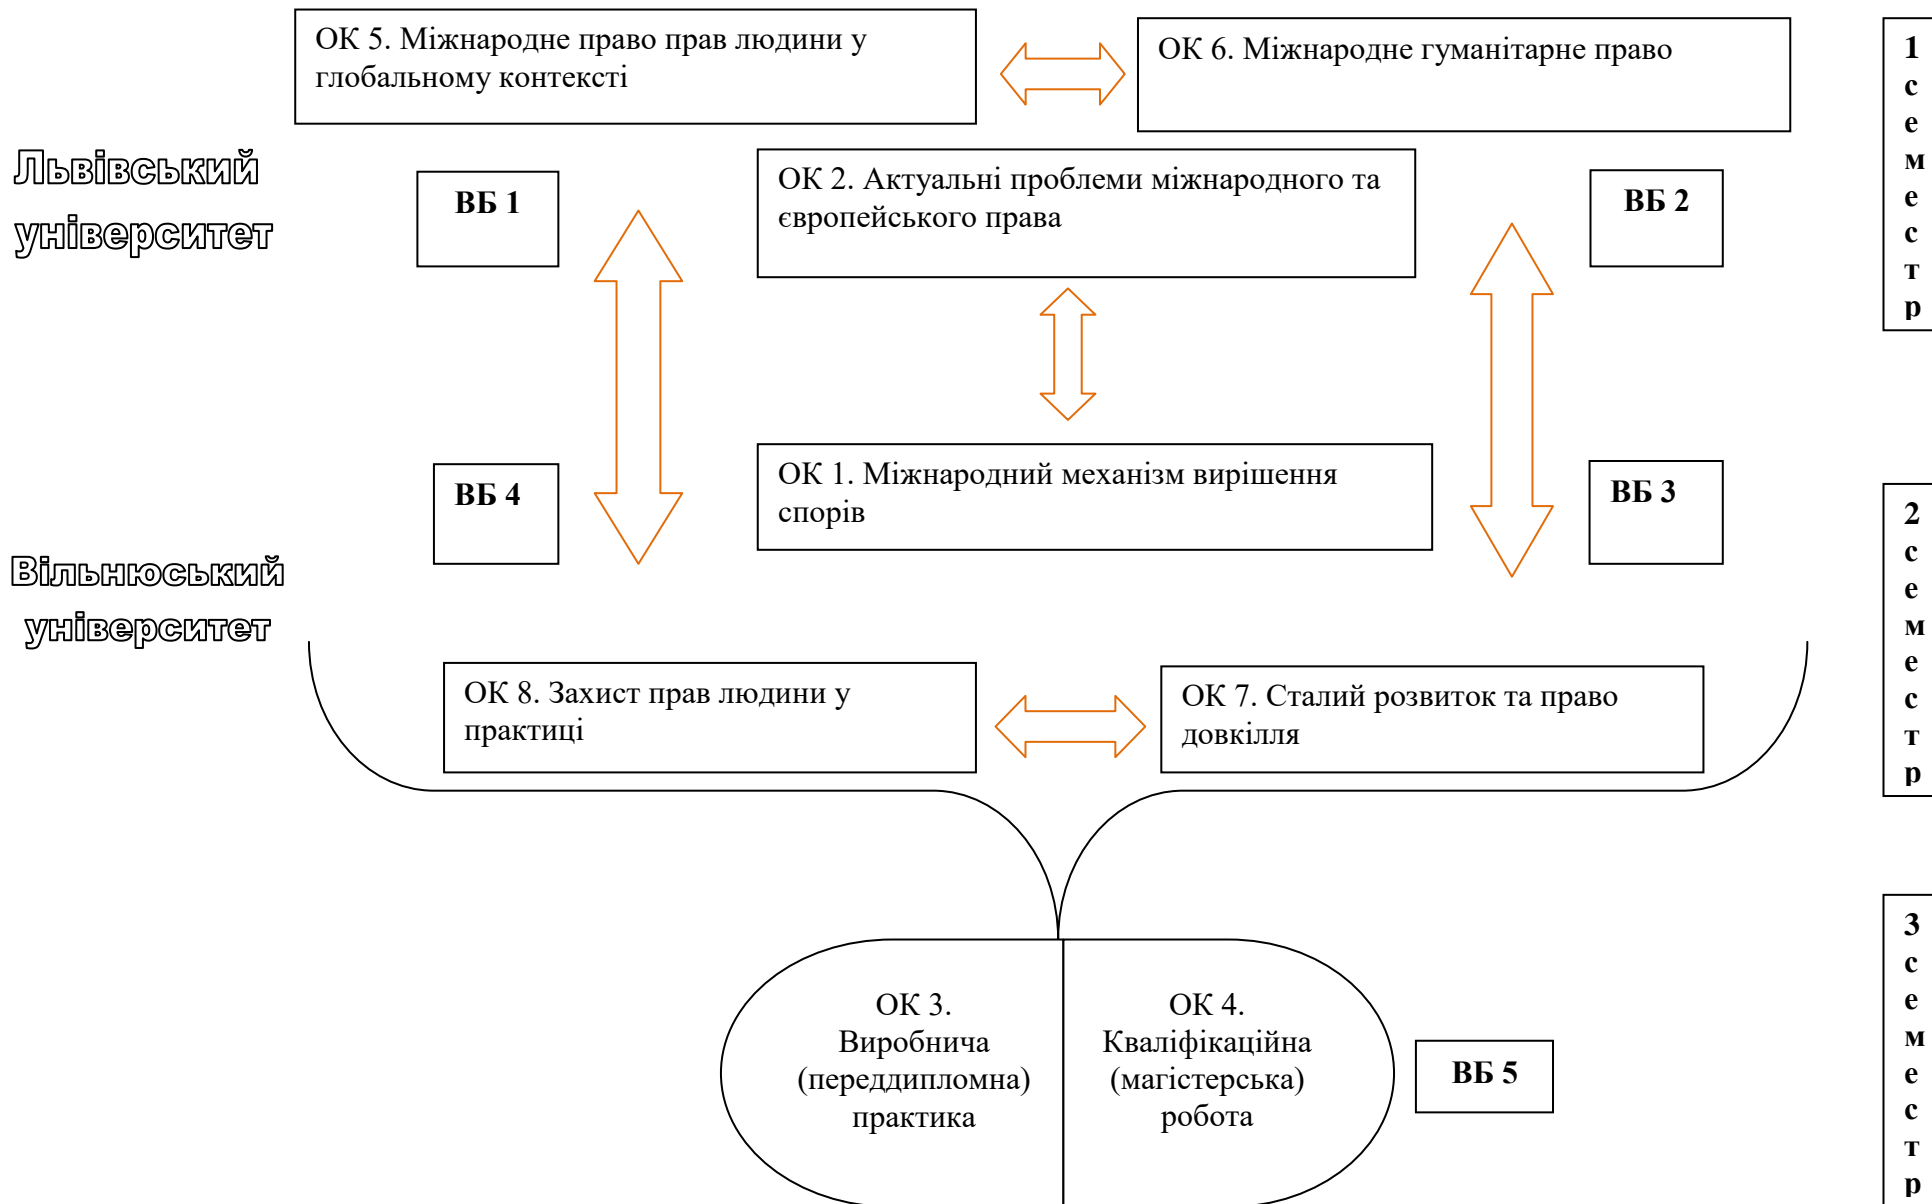 ОК 5. Міжнародне право прав людини у
глобальному контексті
ОК 6. Міжнародне гуманітарне право
1
с
е
м
е
с
т
р
Львівський
університет
ВБ 1
ОК 2. Актуальні проблеми міжнародного та
європейського права
ВБ 2
ВБ 4
ОК 1. Міжнародний механізм вирішення
спорів
ВБ 3
2
с
е
м
е
с
т
р
Вільнюський
університет
ОК 8. Захист прав людини у
практиці
ОК 7. Сталий розвиток та право
довкілля
3
с
е
м
е
с
т
р
ОК 3.
Виробнича
(переддипломна)
практика
ОК 4.
Кваліфікаційна
(магістерська)
робота
ВБ 5